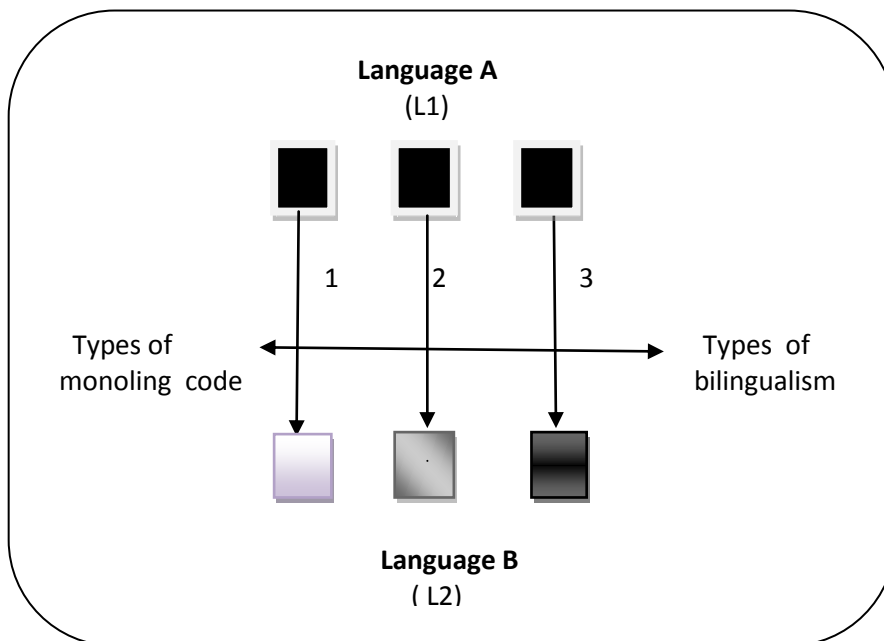 Language A
(L1)
1
2
3
Types of
monoling code
Types of
bilingualism
Language B
( L2)